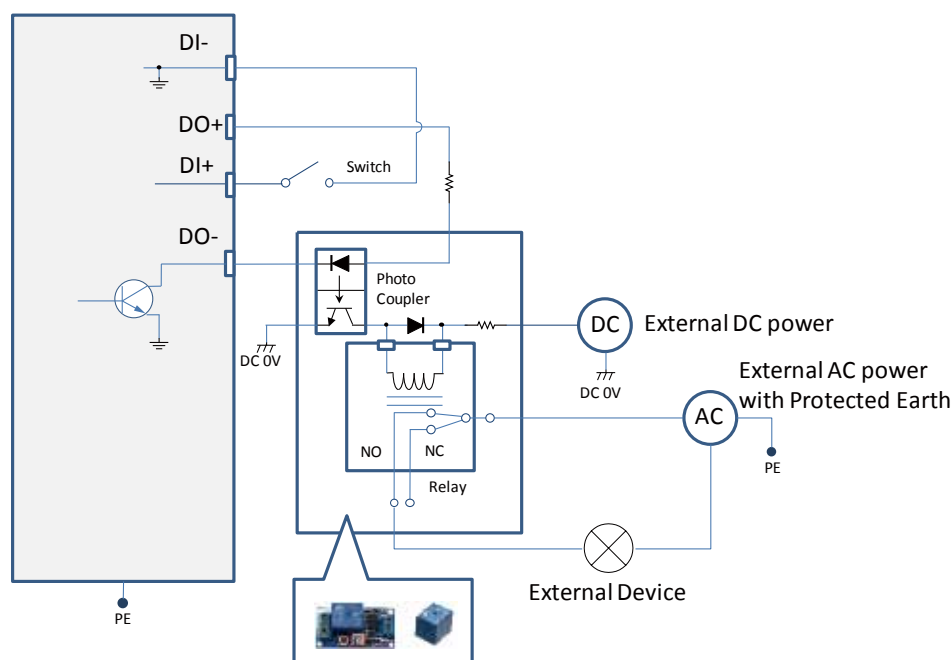 DI-
DO+
DI+
Switch
DO-
Photo
Coupler
DC 0V
DC
External DC power
DC 0V
External AC power
with Protected Earth
AC
PE
NO
NC
Relay
External Device
PE